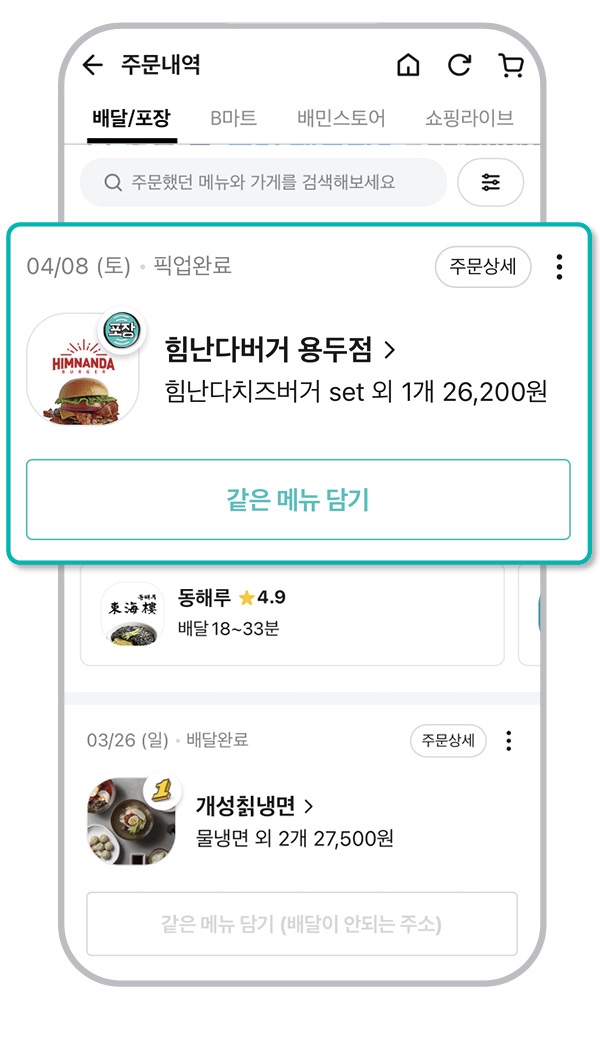 주문내역
배달/포장 B마트 배민스토어 쇼핑라이브
주문했던 메뉴와 가게를 검색해보세요
04/08 (토) • 픽업완료 주문상세
포장
HIMNANDA
BURGER
힘난다버거 용두점 >
힘난다치즈버거 set 외 1개 26,200원
같은 메뉴 담기
동해루
東海樓
동해루 ⭐4.9
배달 18~33분
03/26 (일) • 배달완료 주문상세
1
개성칡냉면 >
물냉면 외 2개 27,500원
같은 메뉴 담기 (배달이 안되는 주소)